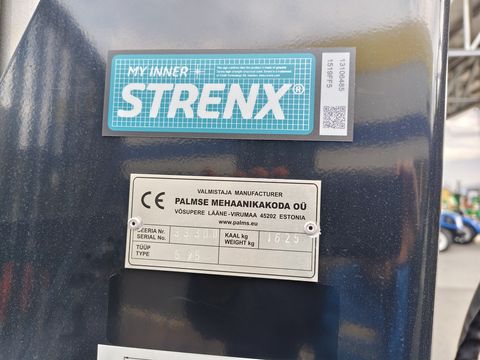 MY INNER
STRENX®
13106485
1519FF5
CE
VALMISTAJA MANUFACTURER
PALMSE MEHAANIKAKODA OÜ
VÕSUPERE LÄÄNE-VIRUMAA 45202 ESTONIA
www.palms.eu
SEERIA Nr.
SERIAL No.
KAAL kg
WEIGHT kg
1825
TÜÜP
TYPE